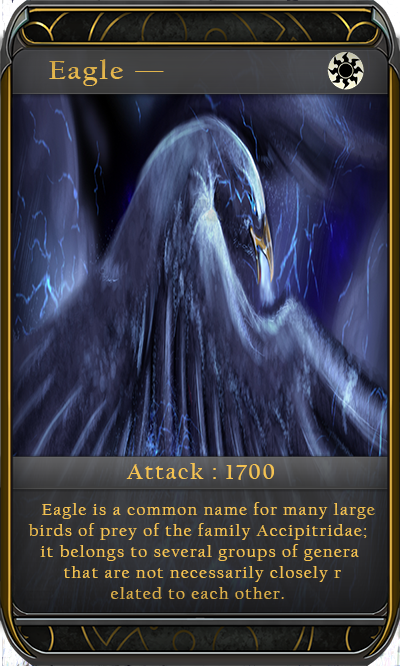 Eagle —
Attack : 1700
Eagle is a common name for many large
birds of prey of the family Accipitridae;
it belongs to several groups of genera
that are not necessarily closely r
elated to each other.